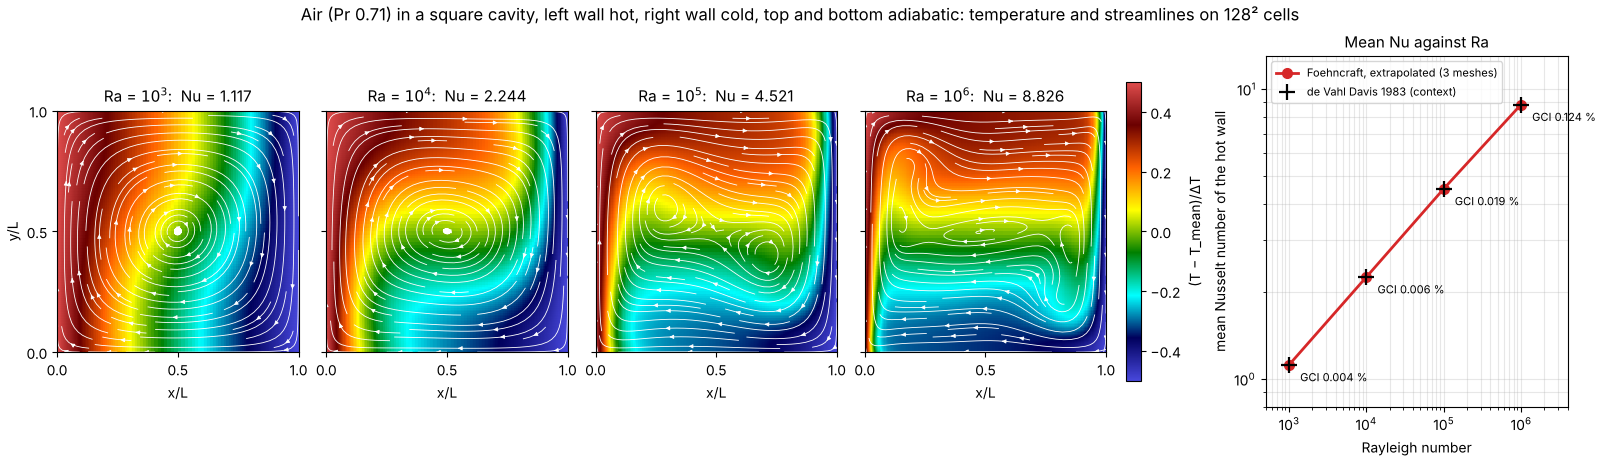 Air (Pr 0.71) in a square cavity, left wall hot, right wall cold, top and bottom adiabatic: temperature and streamlines on 128² cells
Ra = 10³: Nu = 1.117
1.0
0.5
0.0
y/L
0.0 0.5 1.0
x/L
Ra = 10⁴: Nu = 2.244
0.0 0.5 1.0
x/L
Ra = 10⁵: Nu = 4.521
0.0 0.5 1.0
x/L
Ra = 10⁶: Nu = 8.826
0.0 0.5 1.0
x/L
0.4
0.2
0.0
−0.2
−0.4
(T − T_mean)/ΔT
Mean Nu against Ra
Foehncraft, extrapolated (3 meshes)
de Vahl Davis 1983 (context)
10¹
10⁰
mean Nusselt number of the hot wall
GCI 0.124 %
GCI 0.019 %
GCI 0.006 %
GCI 0.004 %
10³ 10⁴ 10⁵ 10⁶
Rayleigh number